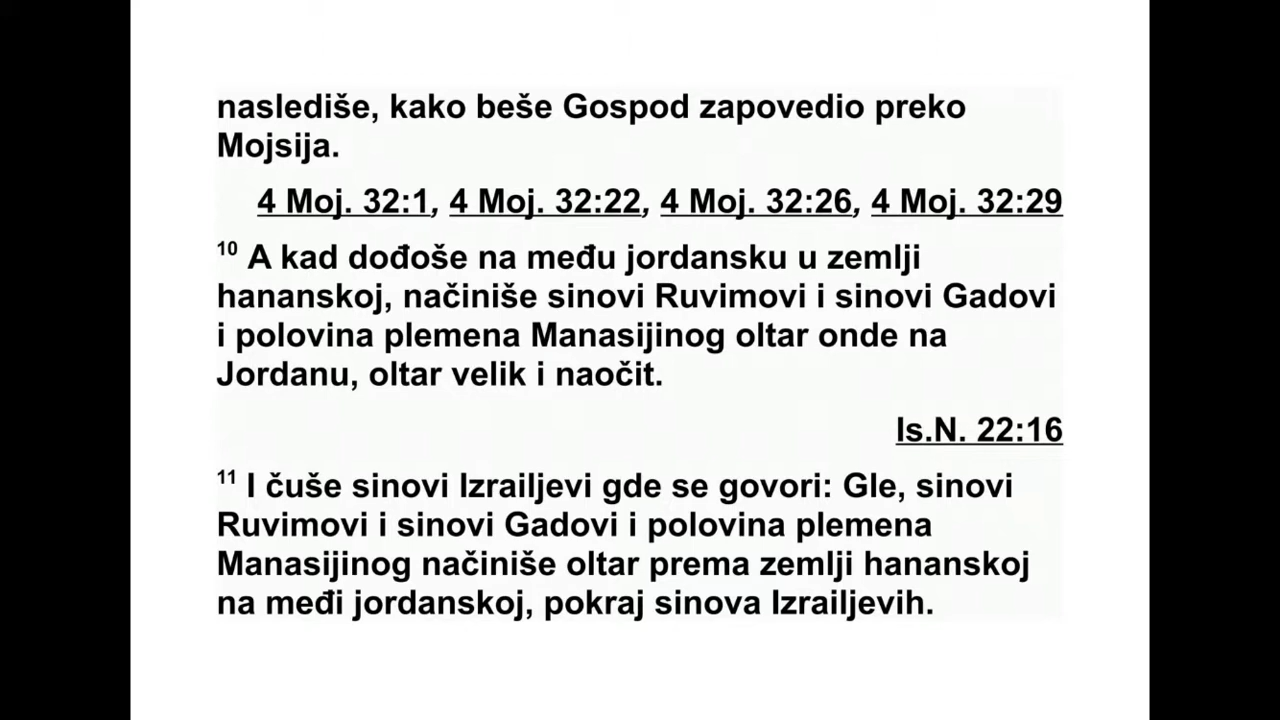 naslediše, kako beše Gospod zapovedio preko
Mojsija.
4 Moj. 32:1, 4 Moj. 32:22, 4 Moj. 32:26, 4 Moj. 32:29
10 A kad dođoše na među jordansku u zemlji
hananskoj, načiniše sinovi Ruvimovi i sinovi Gadovi
i polovina plemena Manasijinog oltar onde na
Jordanu, oltar velik i naočit.
Is.N. 22:16
11 I čuše sinovi Izrailjevi gde se govori: Gle, sinovi
Ruvimovi i sinovi Gadovi i polovina plemena
Manasijinog načiniše oltar prema zemlji hananskoj
na međi jordanskoj, pokraj sinova Izrailjevih.